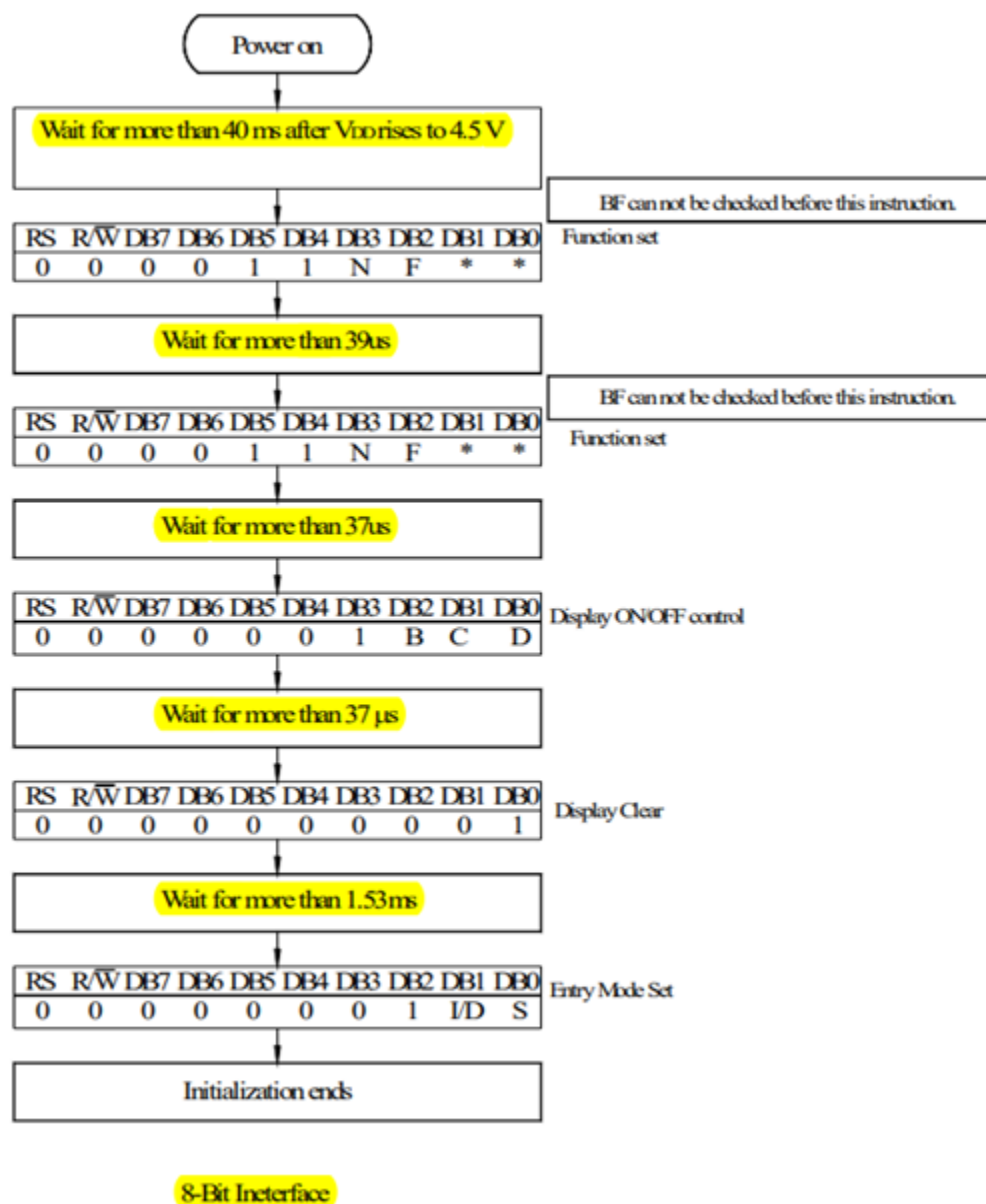 Power on
Wait for more than 40 ms after VDD rises to 4.5 V
BF can not be checked before this instruction.
RS R/W̅ DB7 DB6 DB5 DB4 DB3 DB2 DB1 DB0
Function set
0 0 0 0 1 1 N F * *
Wait for more than 39us
BF can not be checked before this instruction.
RS R/W̅ DB7 DB6 DB5 DB4 DB3 DB2 DB1 DB0
Function set
0 0 0 0 1 1 N F * *
Wait for more than 37us
RS R/W̅ DB7 DB6 DB5 DB4 DB3 DB2 DB1 DB0
Display ON/OFF control
0 0 0 0 0 0 1 B C D
Wait for more than 37 μs
RS R/W̅ DB7 DB6 DB5 DB4 DB3 DB2 DB1 DB0
Display Clear
0 0 0 0 0 0 0 0 0 1
Wait for more than 1.53ms
RS R/W̅ DB7 DB6 DB5 DB4 DB3 DB2 DB1 DB0
Entry Mode Set
0 0 0 0 0 0 0 1 I/D S
Initialization ends
8-Bit Ineterface